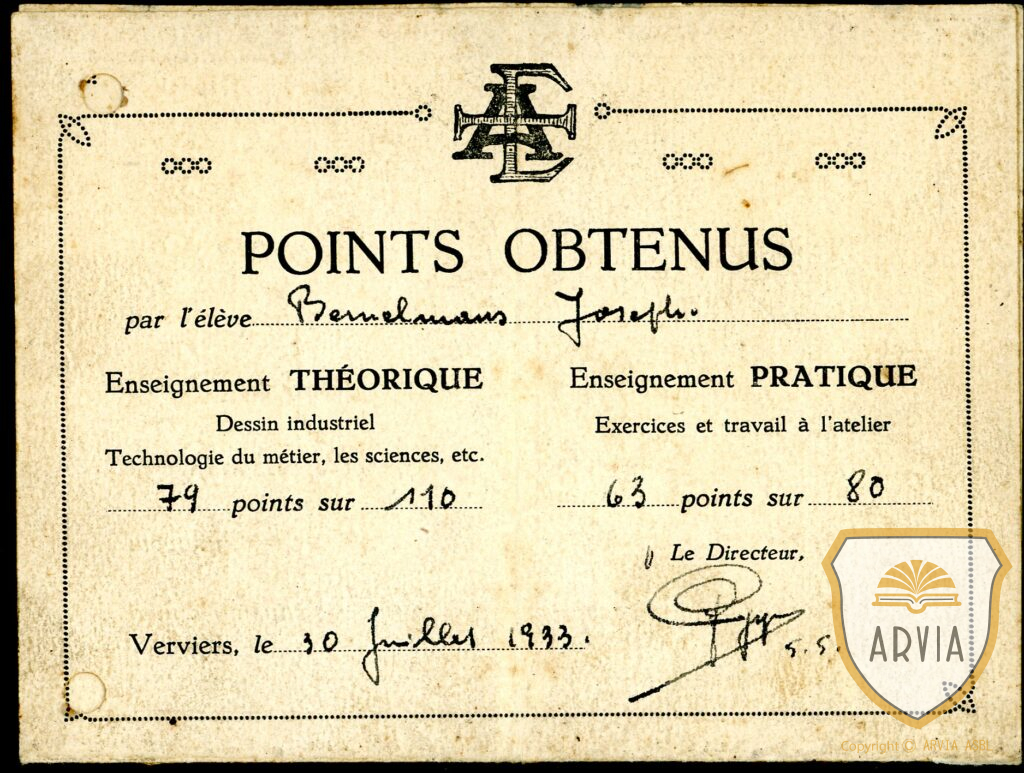 AE
POINTS OBTENUS
par l'élève Bemelmans Joseph.
Enseignement THÉORIQUE
Dessin industriel
Technologie du métier, les sciences, etc.
79 points sur 110
Enseignement PRATIQUE
Exercices et travail à l'atelier
63 points sur 80
Le Directeur,
S.S.
Verviers, le 30 Juillet 1933.
ARVIA
Copyright © ARVIA ASBL